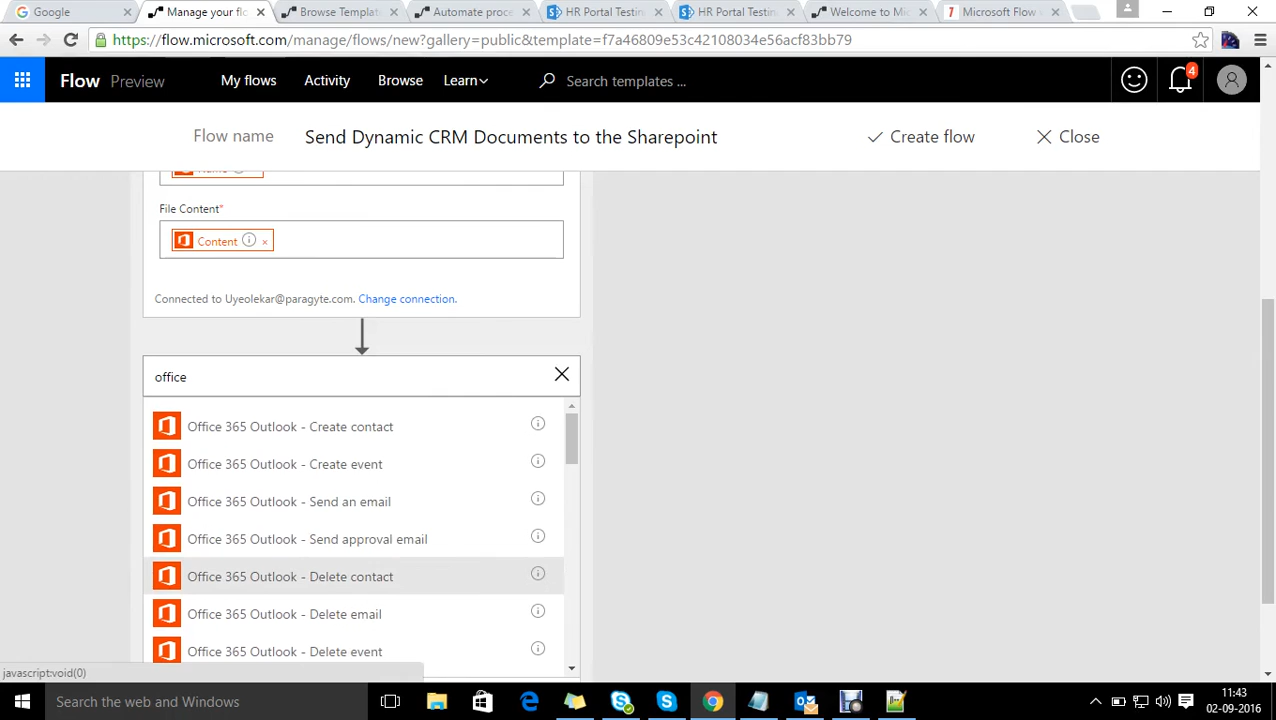 Google
Manage your flo
Browse Templat
Automate proce
HR Portal Testin
HR Portal Testin
Welcome to Mic
Microsoft Flow
https://flow.microsoft.com/manage/flows/new?gallery=public&template=f7a46809e53c42108034e56acf83bb79
Flow Preview My flows Activity Browse Learn Search templates ... 4
Flow name Send Dynamic CRM Documents to the Sharepoint Create flow Close
Name
File Content*
Content
Connected to Uyeolekar@paragyte.com. Change connection.
office
Office 365 Outlook - Create contact
Office 365 Outlook - Create event
Office 365 Outlook - Send an email
Office 365 Outlook - Send approval email
Office 365 Outlook - Delete contact
Office 365 Outlook - Delete email
Office 365 Outlook - Delete event
javascript:void(0)
Search the web and Windows
11:43
02-09-2016